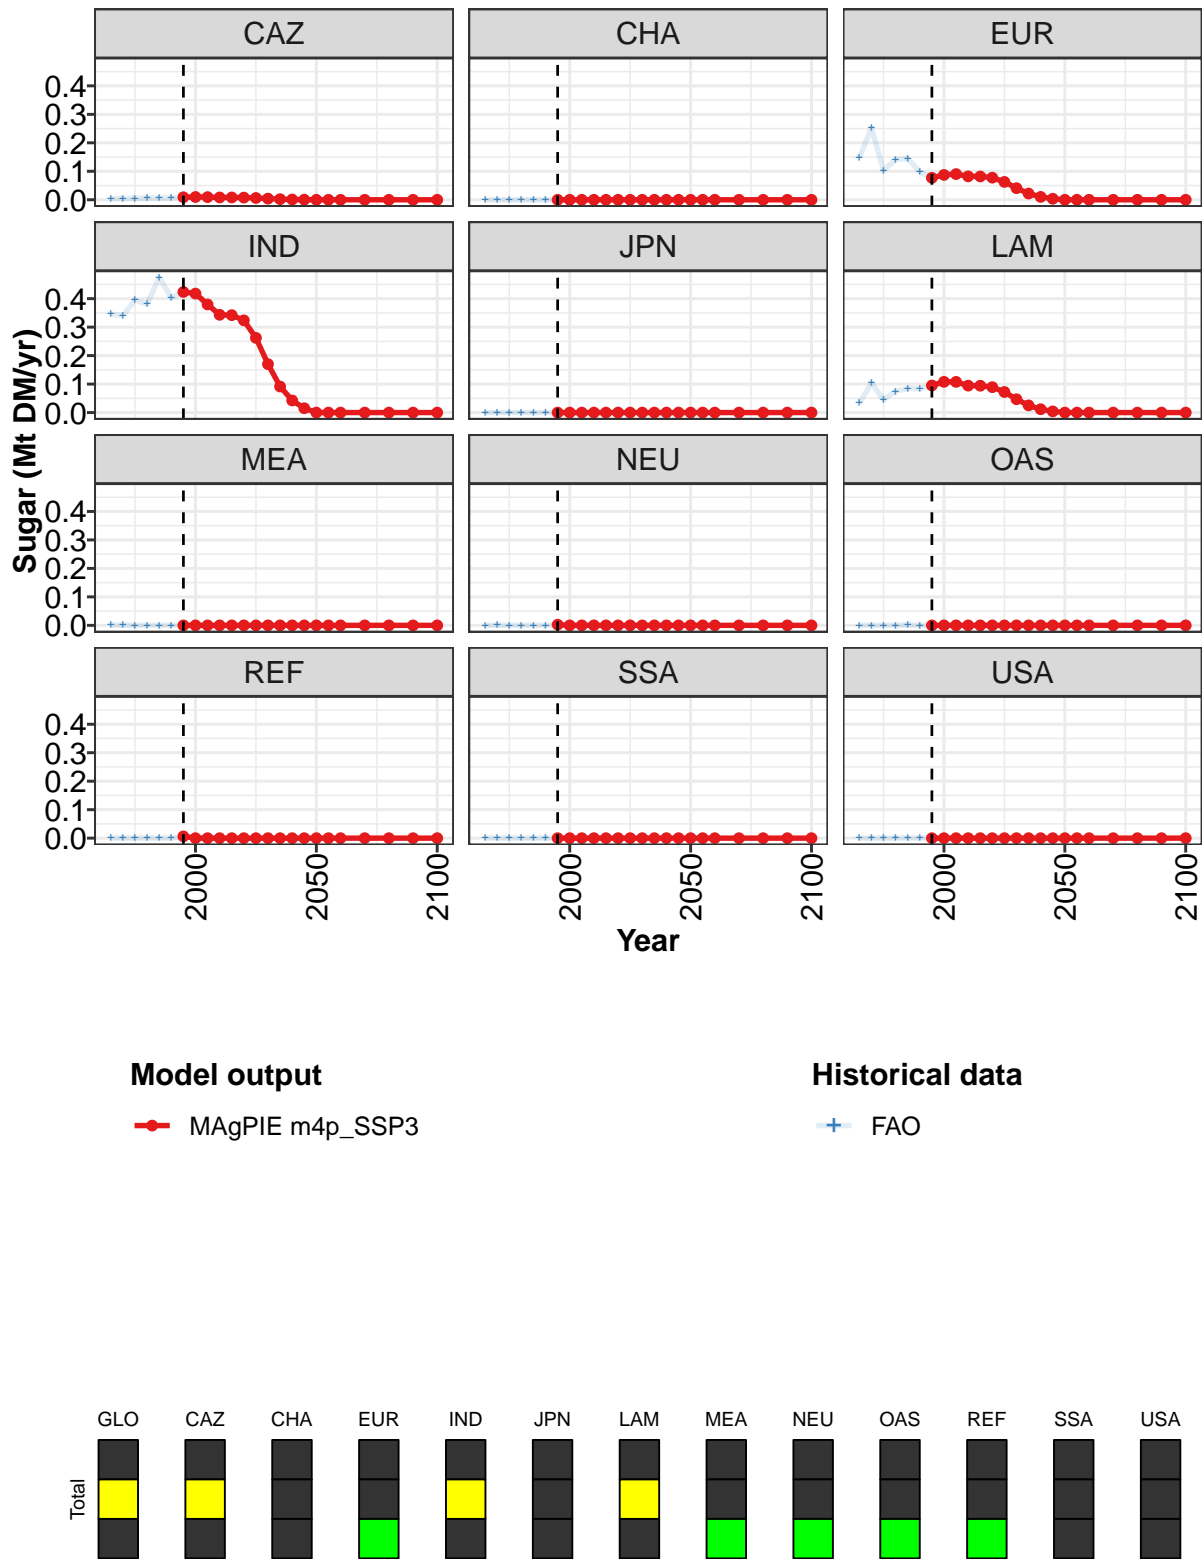 CAZ CHA EUR
0.4
0.3
0.2
0.1
0.0
IND JPN LAM
0.4
0.3
0.2
0.1
0.0
MEA NEU OAS
0.4
0.3
0.2
0.1
0.0
REF SSA USA
0.4
0.3
0.2
0.1
0.0
Sugar (Mt DM/yr)
2000 2050 2100 2000 2050 2100 2000 2050 2100
Year
Model output Historical data
MAgPIE m4p_SSP3 FAO
GLO CAZ CHA EUR IND JPN LAM MEA NEU OAS REF SSA USA
Total